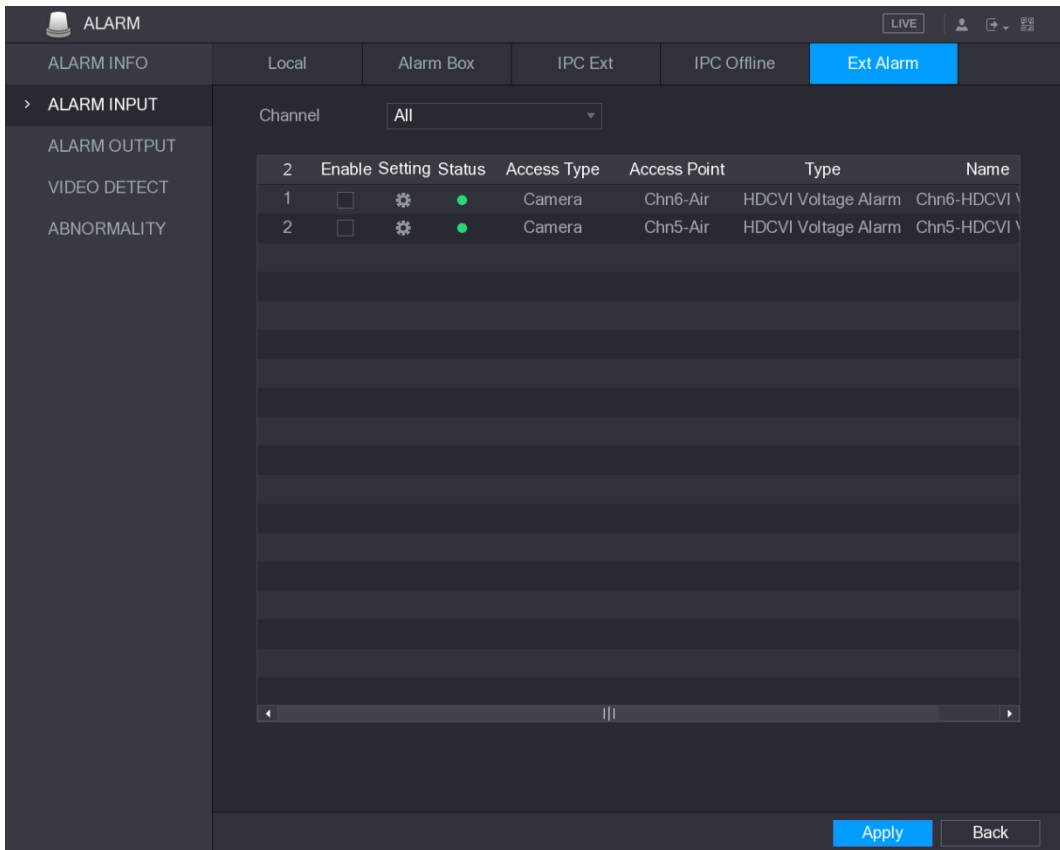 ALARM LIVE
ALARM INFO
ALARM INPUT
ALARM OUTPUT
VIDEO DETECT
ABNORMALITY
Local Alarm Box IPC Ext IPC Offline Ext Alarm
Channel All
2 Enable Setting Status Access Type Access Point Type Name
1 Camera Chn6-Air HDCVI Voltage Alarm Chn6-HDCVI
2 Camera Chn5-Air HDCVI Voltage Alarm Chn5-HDCVI
Apply Back